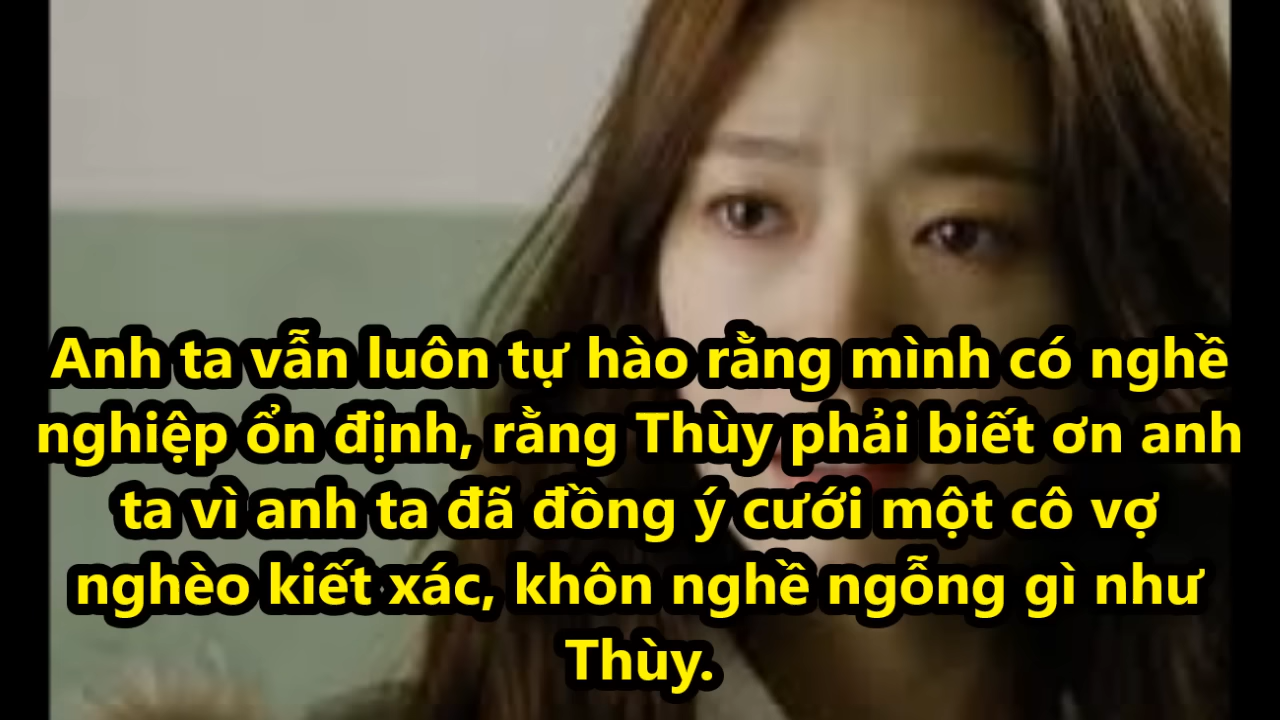 Anh ta vẫn luôn tự hào rằng mình có nghề
nghiệp ổn định, rằng Thùy phải biết ơn anh
ta vì anh ta đã đồng ý cưới một cô vợ
nghèo kiết xác, khôn nghề ngỗng gì như
Thùy.